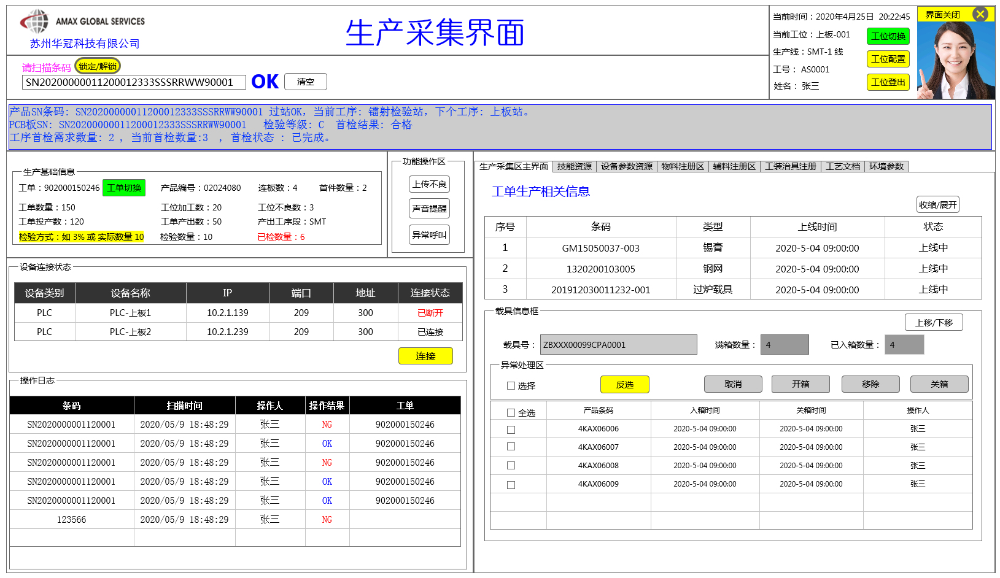 AMAX GLOBAL SERVICES
苏州华冠科技有限公司
生产采集界面
当前时间：2020年4月25日 20:22:45
当前工位：上板-001
生产线：SMT-1 线
工号： AS0001
姓名： 张三
工位切换
工位配置
工位登出
界面关闭
请扫描条码 锁定/解锁
SN20200000011200012333SSSRRWW90001 OK 清空
产品SN条码: SN20200000011200012333SSSRRWW90001 过站OK, 当前工序: 镭射检验站, 下个工序: 上板站。
PCB板SN: SN20200000011200012333SSSRRWW90001 检验等级: C 首检结果: 合格
工序首检需求数量: 2 , 当前首检数量:3 , 首检状态 : 已完成。
生产基础信息
工单：902000150246 工单切换 产品编号：02024080 连板数：4 首件数量：2
工单数量：150 工位加工数：20 工位不良数：3
工单投产数：120 工单产出数：50 产出工序段：SMT
检验方式：如 3% 或 实际数量 10 检验数量：10 已检数量：6
功能操作区
上传不良
声音提醒
异常呼叫
设备连接状态
设备类别 设备名称 IP 端口 地址 连接状态
PLC PLC-上板1 10.2.1.139 209 300 已断开
PLC PLC-上板2 10.2.1.239 209 300 已连接
连接
操作日志
条码 扫描时间 操作人 操作结果 工单
SN2020000001120001 2020/05/9 18:48:29 张三 NG 902000150246
SN2020000001120001 2020/05/9 18:48:29 张三 OK 902000150246
SN2020000001120001 2020/05/9 18:48:29 张三 NG 902000150246
SN2020000001120001 2020/05/9 18:48:29 张三 OK 902000150246
SN2020000001120001 2020/05/9 18:48:29 张三 OK 902000150246
123566 2020/05/9 18:48:29 张三 NG
生产采集区主界面 技能资源 设备参数资源 物料注册区 辅料注册区 工装治具注册 工艺文档 环境参数
工单生产相关信息
收缩/展开
序号 条码 类型 上线时间 状态
1 GM15050037-003 锡膏 2020-5-04 09:00:00 上线中
2 1320200103005 钢网 2020-5-04 09:00:00 上线中
3 201912030011232-001 过炉载具 2020-5-04 09:00:00 上线中
载具信息框
上移/下移
载具号： ZBXXX00099CPA0001 满箱数量： 4 已入箱数量： 4
异常处理区
选择 反选 取消 开箱 移除 关箱
全选 产品条码 入箱时间 关箱时间 操作人
4KAX06006 2020-5-04 09:00:00 2020-5-04 09:00:00 张三
4KAX06007 2020-5-04 09:00:00 2020-5-04 09:00:00 张三
4KAX06008 2020-5-04 09:00:00 2020-5-04 09:00:00 张三
4KAX06009 2020-5-04 09:00:00 2020-5-04 09:00:00 张三